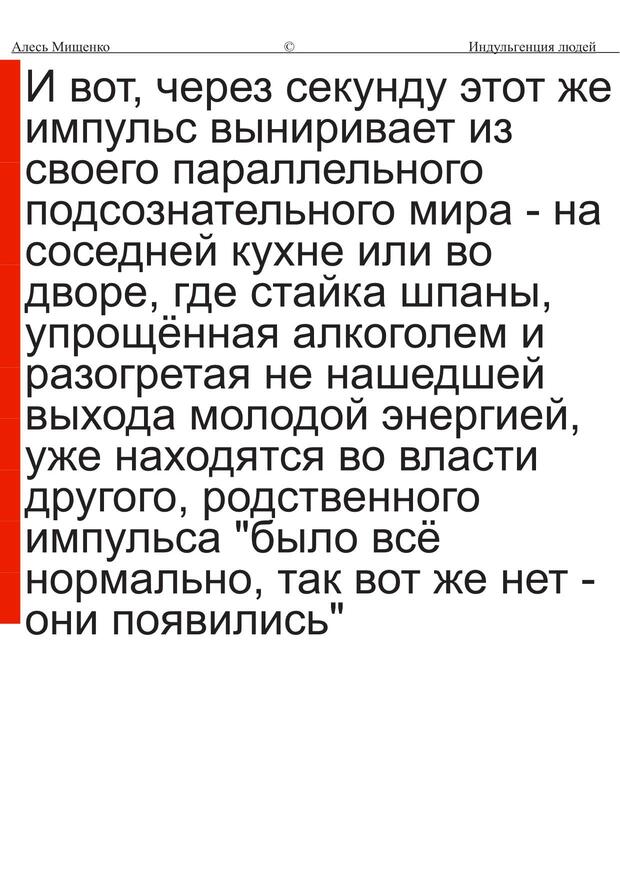 Алесь Мищенко © Индульгенция людей
И вот, через секунду этот же
импульс выниривает из
своего параллельного
подсознательного мира - на
соседней кухне или во
дворе, где стайка шпаны,
упрощённая алкоголем и
разогретая не нашедшей
выхода молодой энергией,
уже находятся во власти
другого, родственного
импульса "было всё
нормально, так вот же нет -
они появились"